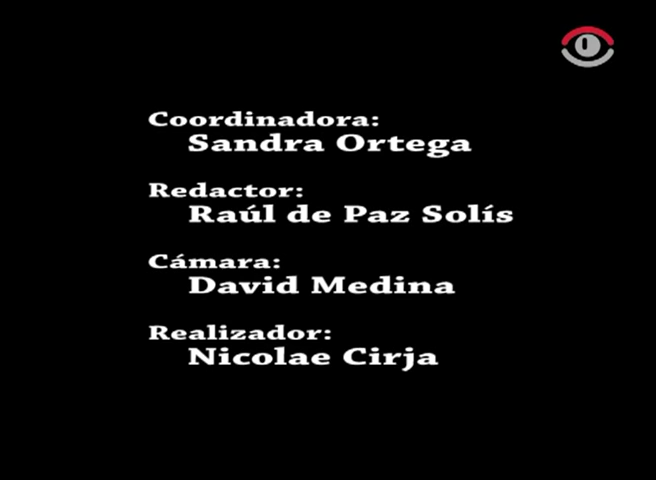 Coordinadora:
Sandra Ortega
Redactor:
Raúl de Paz Solís
Cámara:
David Medina
Realizador:
Nicolae Cirja